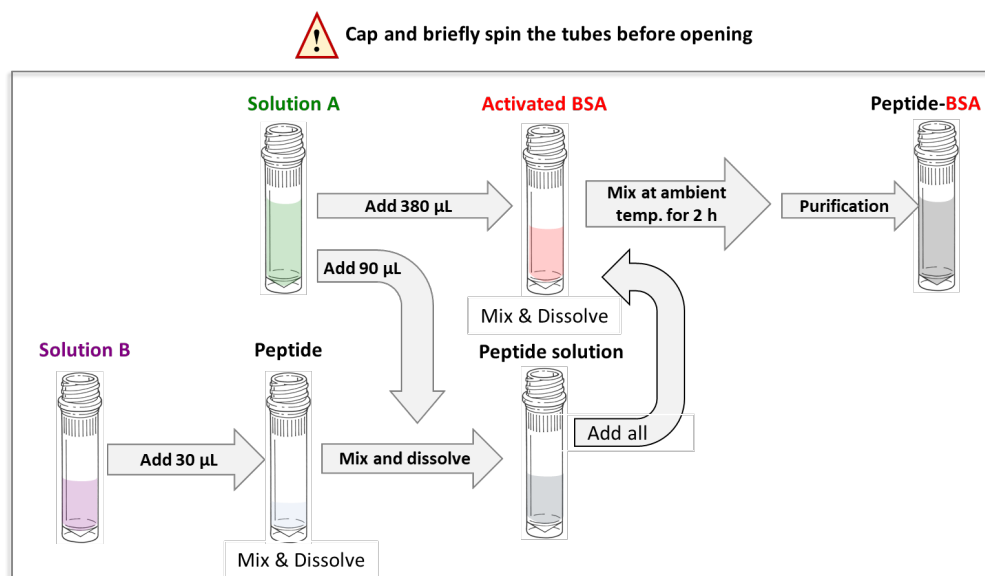 Cap and briefly spin the tubes before opening
Solution A
Activated BSA
Peptide-BSA
Add 380 µL
Mix at ambient
temp. for 2 h
Purification
Add 90 µL
Mix & Dissolve
Solution B
Peptide
Peptide solution
Add 30 µL
Mix and dissolve
Add all
Mix & Dissolve